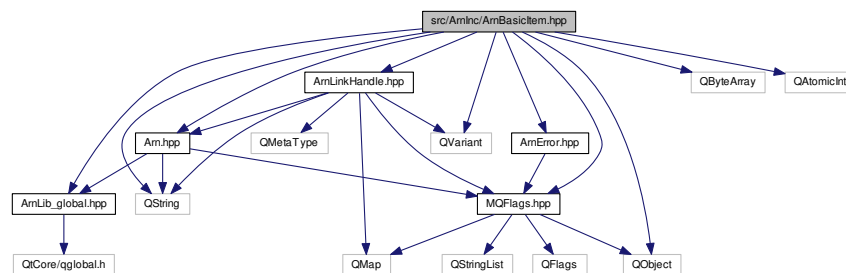 src/ArnInc/ArnBasicItem.hpp
ArnLinkHandle.hpp
QByteArray
QAtomicInt
Arn.hpp
QMetaType
QVariant
ArnError.hpp
ArnLib_global.hpp
QString
MQFlags.hpp
QtCore/qglobal.h
QMap
QStringList
QFlags
QObject